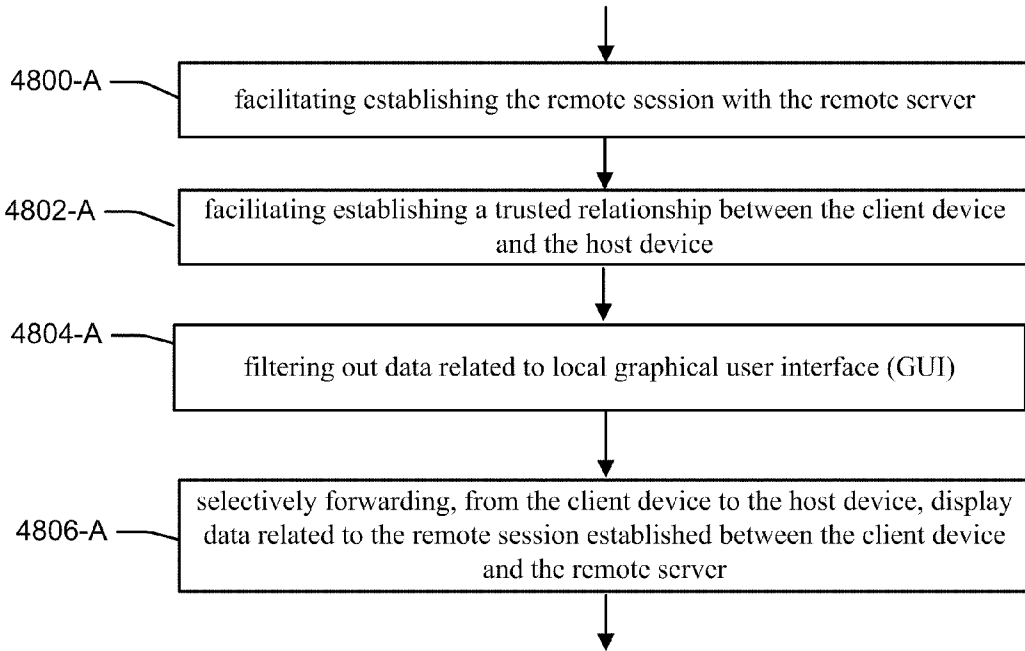 4800-A
facilitating establishing the remote session with the remote server
4802-A
facilitating establishing a trusted relationship between the client device
and the host device
4804-A
filtering out data related to local graphical user interface (GUI)
4806-A
selectively forwarding, from the client device to the host device, display
data related to the remote session established between the client device
and the remote server